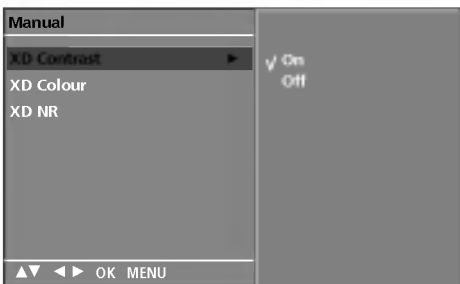 Manual
XD Contrast
XD Colour
XD NR
On
Off
OK MENU